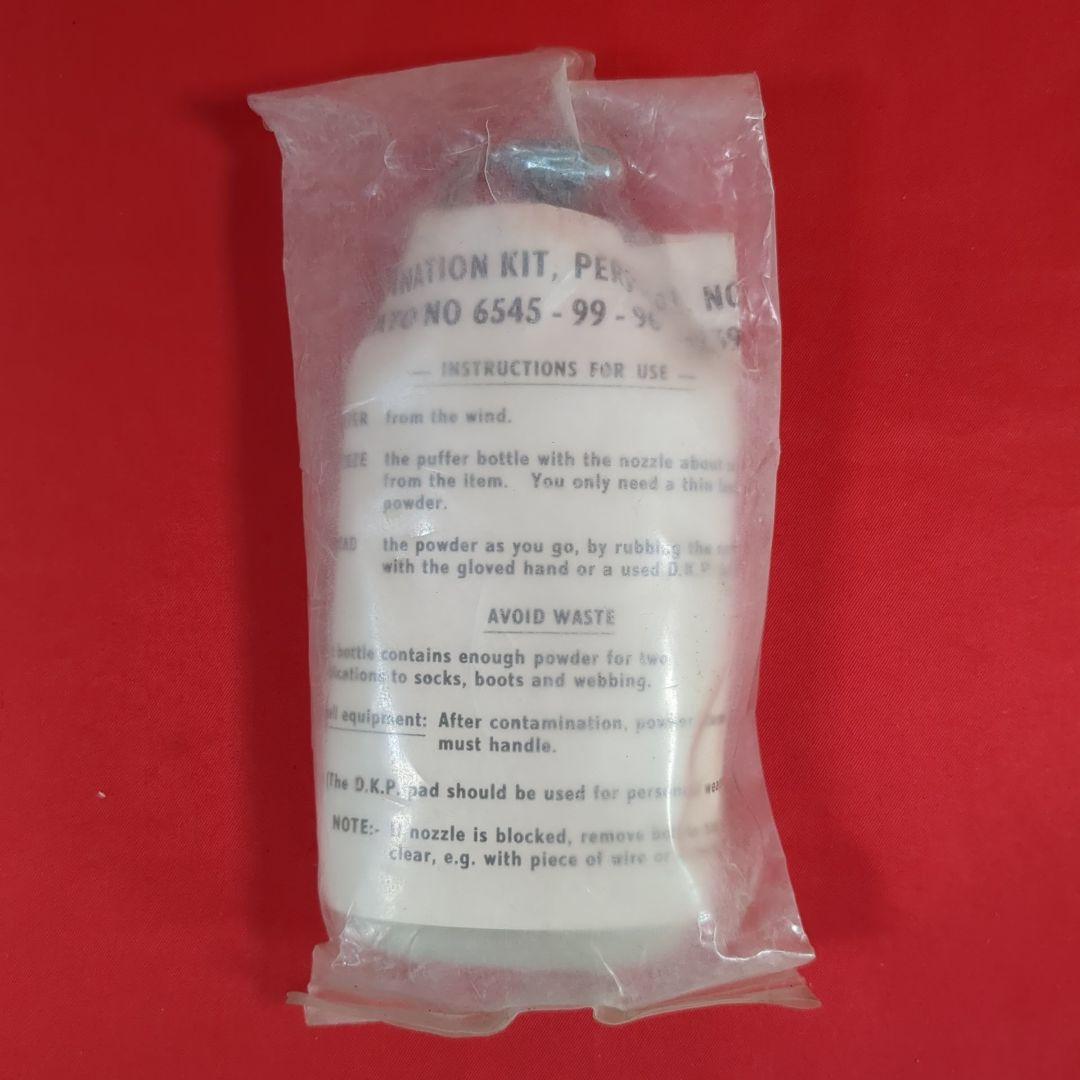 INATION KIT, PER NO
NO 6545 - 99 - 9
— INSTRUCTIONS FOR USE —
from the wind.
the puffer bottle with the nozzle about
from the item. You only need a thin
powder.
the powder as you go, by rubbing the
with the gloved hand or a used D.K.P.
AVOID WASTE
bottle contains enough powder for two
to socks, boots and webbing.
equipment: After contamination, powder
must handle.
(The D.K.P. pad should be used for
NOTE:- If nozzle is blocked, remove
clear, e.g. with piece of wire or